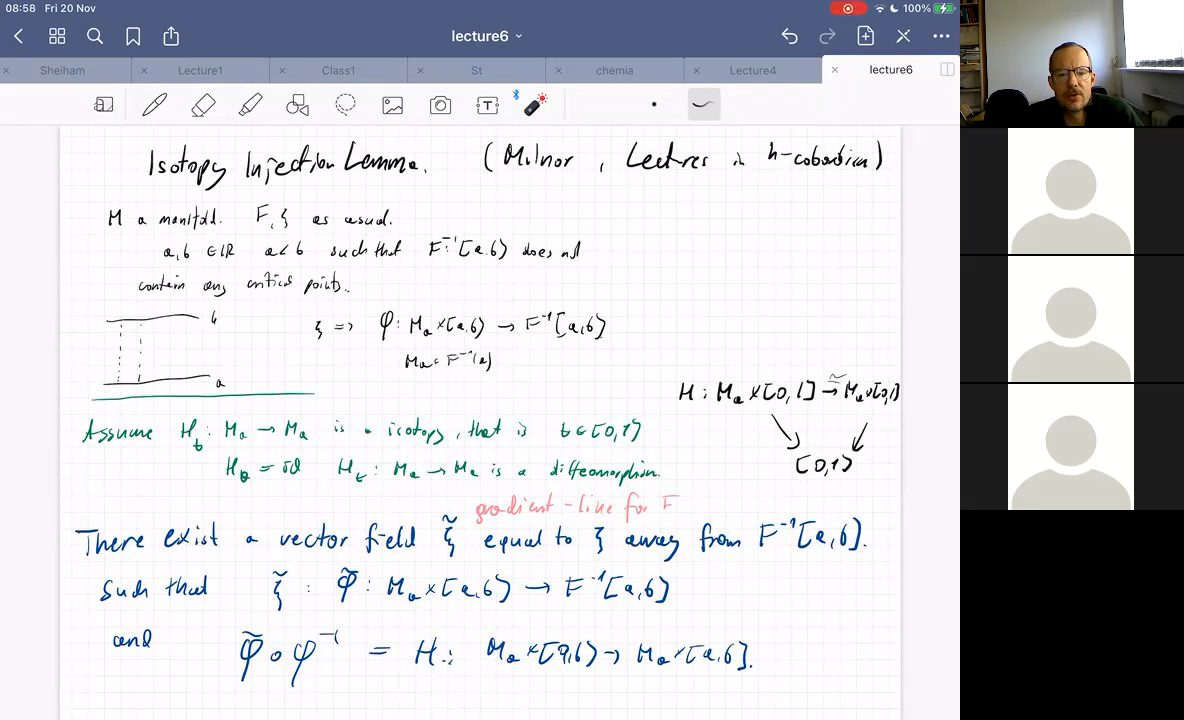 08:58 Fri 20 Nov 100%
lecture6
Sheiham Lecture1 Class1 St chemia Lecture4 lecture6
Isotopy Injection Lemma. (Milnor, Lectures in h-cobordism)
M a manifold. F, ξ as usual.
a,b ∈ ℝ a<b such that F⁻¹[a,b] does not
contain any critical points.
b
ξ => φ: Mₐ×[a,b] → F⁻¹[a,b]
Mₐ = F⁻¹(a)
a
H: Mₐ×[0,1] ≅→ Mₐ×[0,1]
[0,1]
Assume Hₜ: Mₐ → Mₐ is a isotopy, that is t∈[0,1]
H₀ = id Hₜ: Mₐ → Mₐ is a diffeomorphism.
gradient-line for F
There exist a vector field ξ̃ equal to ξ away from F⁻¹[a,b].
Such that ξ̃ : φ̃: Mₐ×[a,b] → F⁻¹[a,b]
and φ̃∘φ⁻¹ = H.: Mₐ×[a,b] → Mₐ×[a,b].